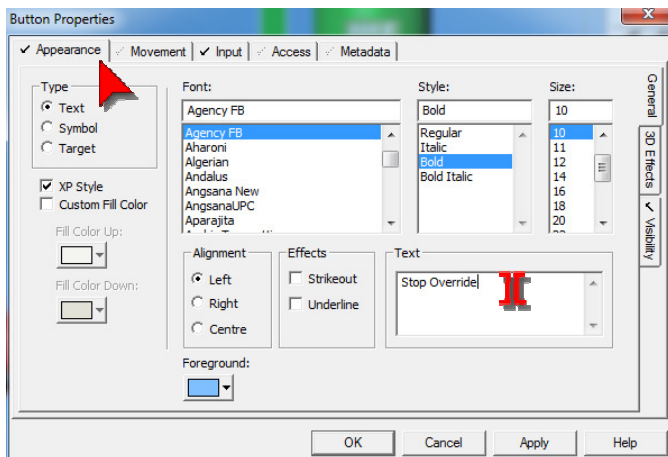 Button Properties
Appearance
Movement
Input
Access
Metadata
General
3D Effects
Visibility
Type
Text
Symbol
Target
XP Style
Custom Fill Color
Fill Color Up:
Fill Color Down:
Font:
Agency FB
Agency FB
Aharoni
Algerian
Andalus
Angsana New
AngsanaUPC
Aparajita
Style:
Bold
Regular
Italic
Bold
Bold Italic
Size:
10
10
11
12
14
16
18
20
Alignment
Left
Right
Centre
Effects
Strikeout
Underline
Text
Stop Override
Foreground:
OK
Cancel
Apply
Help